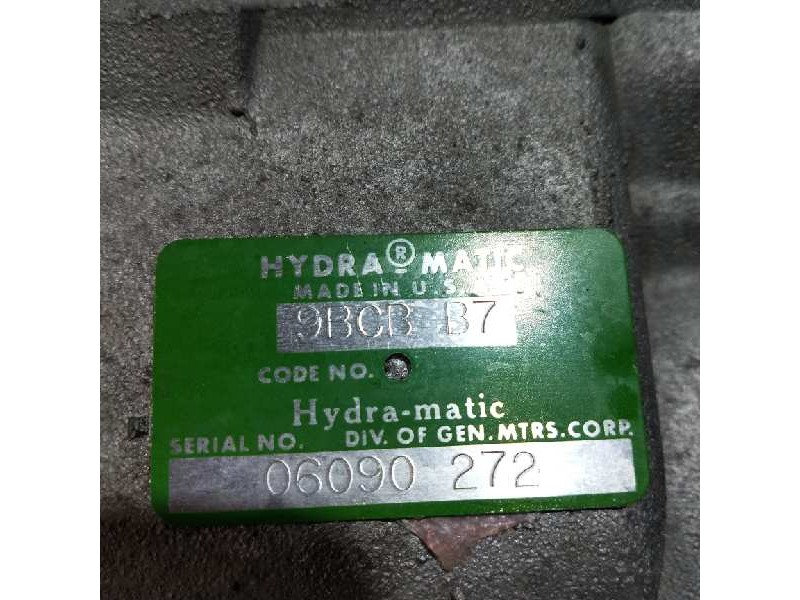 HYDRA-MATIC®
MADE IN U.S.
9BCB B7
CODE NO.
Hydra-matic
SERIAL NO. DIV. OF GEN. MTRS. CORP.
06090 272